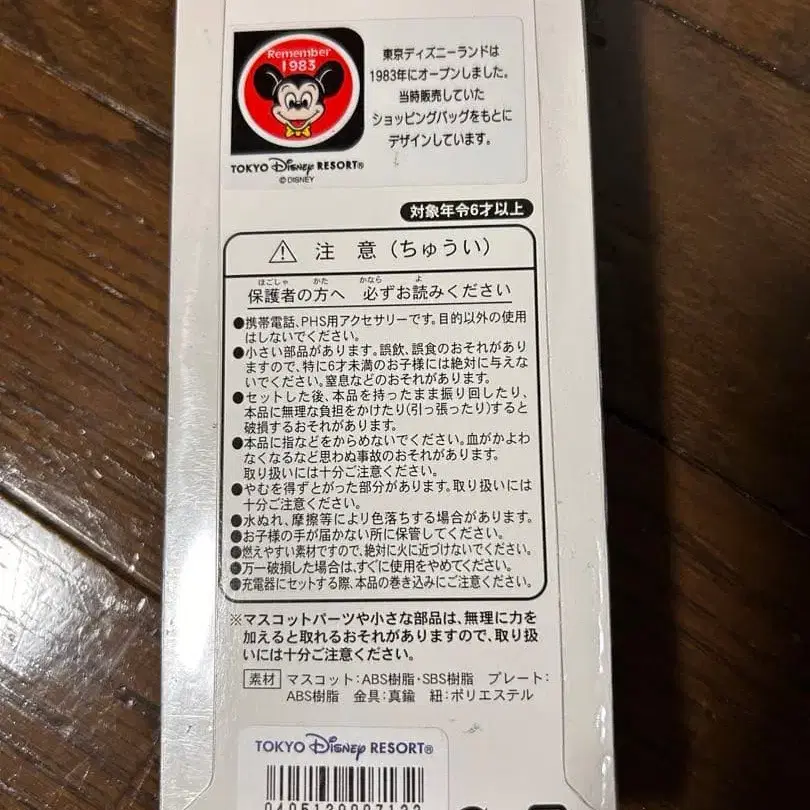 Remember
1983
TOKYO Disney RESORT®
©DISNEY
東京ディズニーランドは
1983年にオープンしました。
当時販売していた
ショッピングバッグをもとに
デザインしています。
対象年令6才以上
⚠ 注 意(ちゅうい)
ほごしゃ かた かなら よ
保護者の方へ 必ずお読みください
●携帯電話、PHS用アクセサリーです。目的以外の使用
はしないでください。
●小さい部品があります。誤飲、誤食のおそれがあり
ますので、特に6才未満のお子様には絶対に与えな
いでください。窒息などのおそれがあります。
●セットした後、本品を持ったまま振り回したり、
本品に無理な負担をかけたり(引っ張ったり)すると
破損するおそれがあります。
●本品に指などをからめないでください。血がかよわ
なくなるなど思わぬ事故のおそれがあります。
取り扱いには十分ご注意ください。
●やむを得ずとがった部分があります。取り扱いには
十分ご注意ください。
●水ぬれ、摩擦等により色落ちする場合があります。
●お子様の手が届かない所に保管してください。
●燃えやすい素材ですので、絶対に火に近づけないでください。
●万一破損した場合は、すぐに使用をやめてください。
●充電器にセットする際、本品の巻き込みにご注意ください。
※マスコットパーツや小さな部品は、無理に力を
加えると取れるおそれがありますので、取り扱
いには十分ご注意ください。
素材 マスコット:ABS樹脂・SBS樹脂 プレート:
ABS樹脂 金具:真鍮 紐:ポリエステル
TOKYO Disney RESORT®